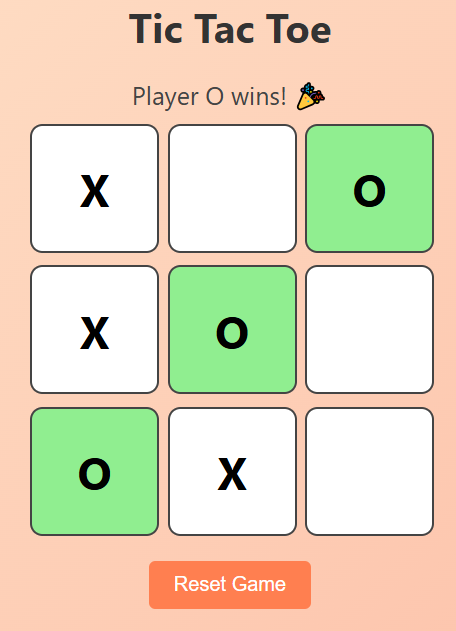 Tic Tac Toe
Player O wins! 🎉
X O
X O
O X
Reset Game